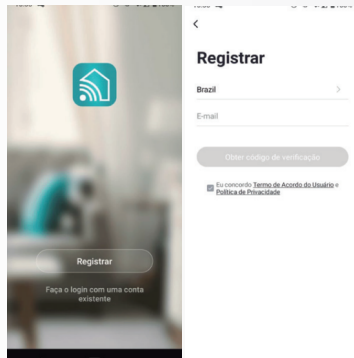 Registrar
Faça o login com uma conta
existente
Registrar
Brazil
E-mail
Obter código de verificação
Eu concordo Termo de Acordo do Usuário e
Política de Privacidade